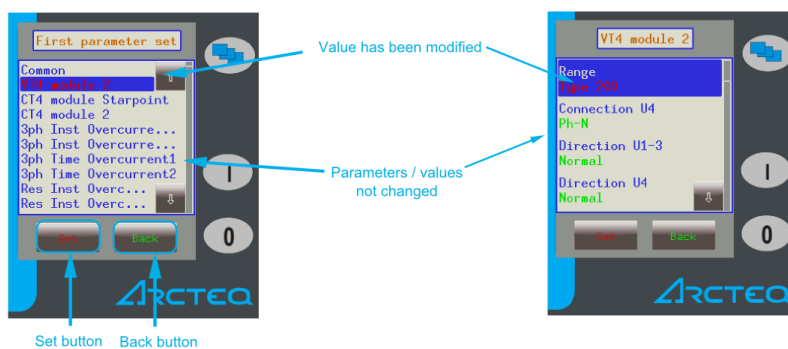 First parameter set
Common
VT4 module 2
CT4 module Starpoint
CT4 module 2
3ph Inst Overcurre...
3ph Inst Overcurre...
3ph Time Overcurrent1
3ph Time Overcurrent2
Res Inst Overc...
Res Inst Overc...
Back
I
0
ARCTEQ
Set button
Back button
Value has been modified
Parameters / values
not changed
VT4 module 2
Range
Type 250
Connection U4
Ph-N
Direction U1-3
Normal
Direction U4
Normal
Back
I
0
ARCTEQ